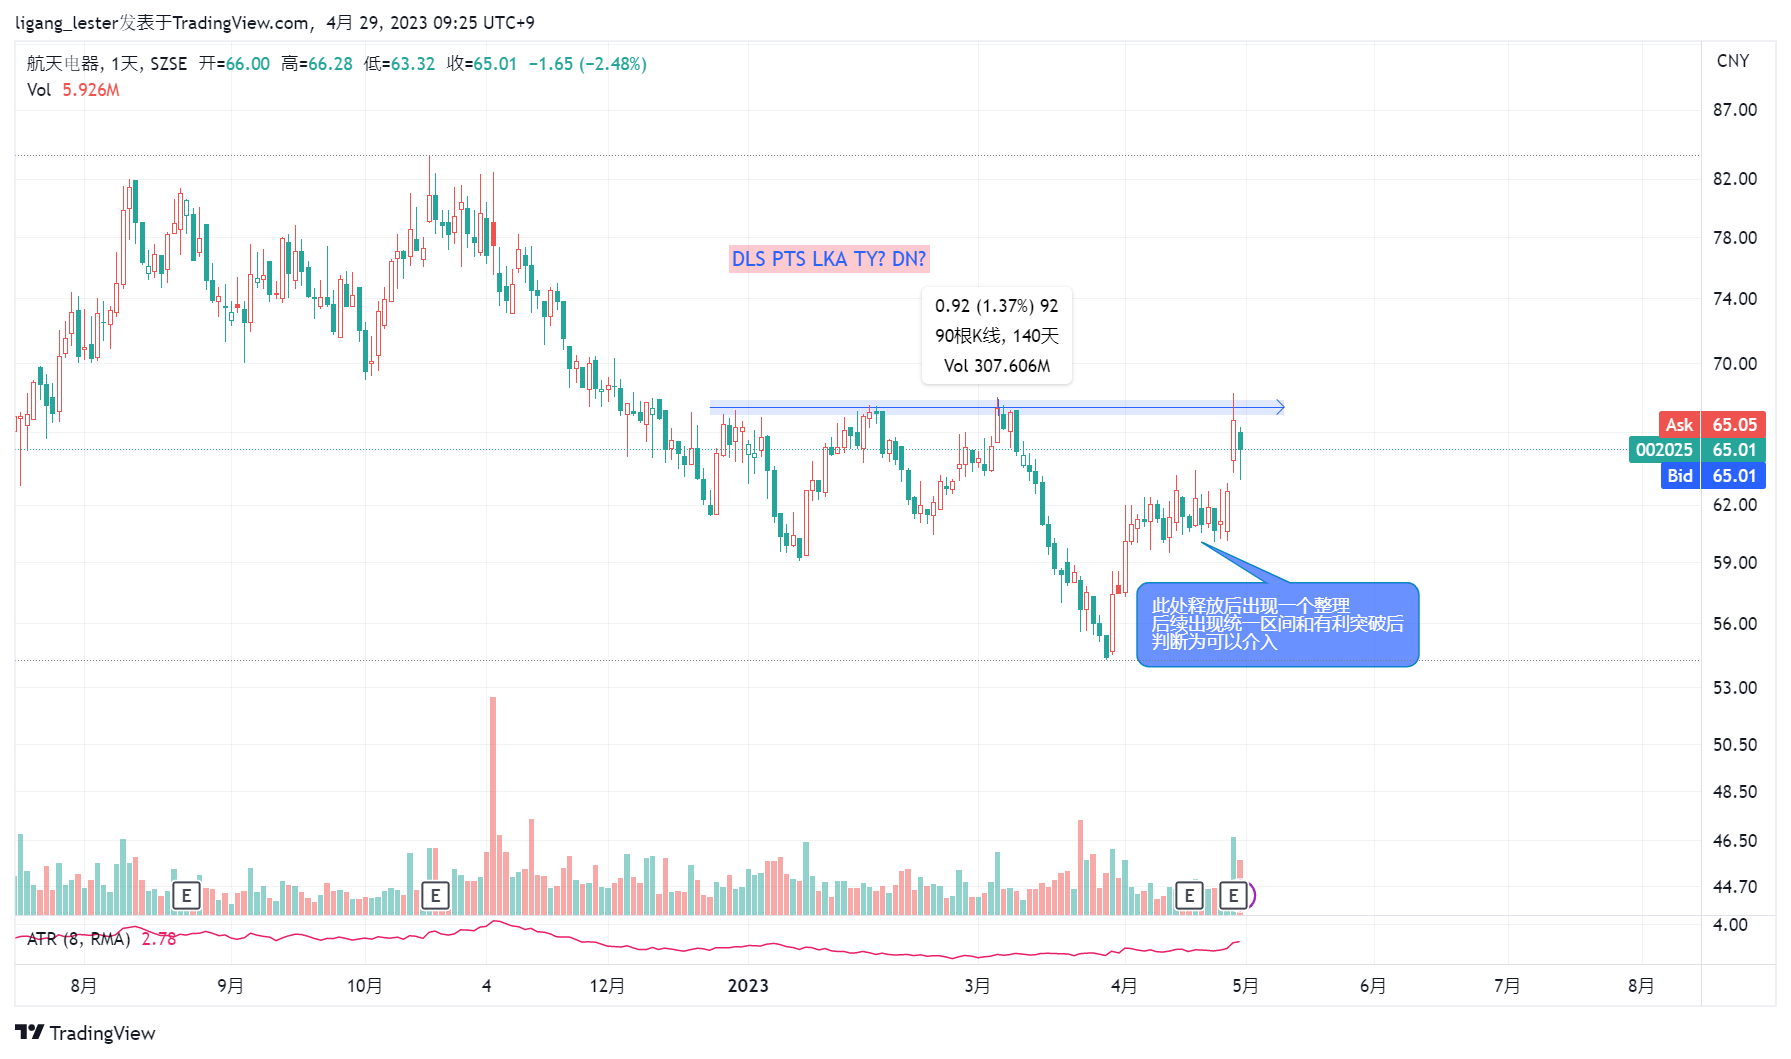 ligang_lester发表于TradingView.com，4月 29, 2023 09:25 UTC+9
航天电器, 1天, SZSE 开=66.00 高=66.28 低=63.32 收=65.01 −1.65 (−2.48%)
Vol 5.926M
CNY
87.00
82.00
78.00
74.00
70.00
DLS PTS LKA TY? DN?
0.92 (1.37%) 92
90根K线, 140天
Vol 307.606M
Ask 65.05
002025 65.01
Bid 65.01
62.00
59.00
56.00
53.00
50.50
48.50
46.50
44.70
此处释放后出现一个整理
后续出现统一区间和有利突破后
判断为可以介入
E
E
E
E
ATR (8, RMA) 2.78
4.00
8月 9月 10月 4 12月 2023 3月 4月 5月 6月 7月 8月
TradingView